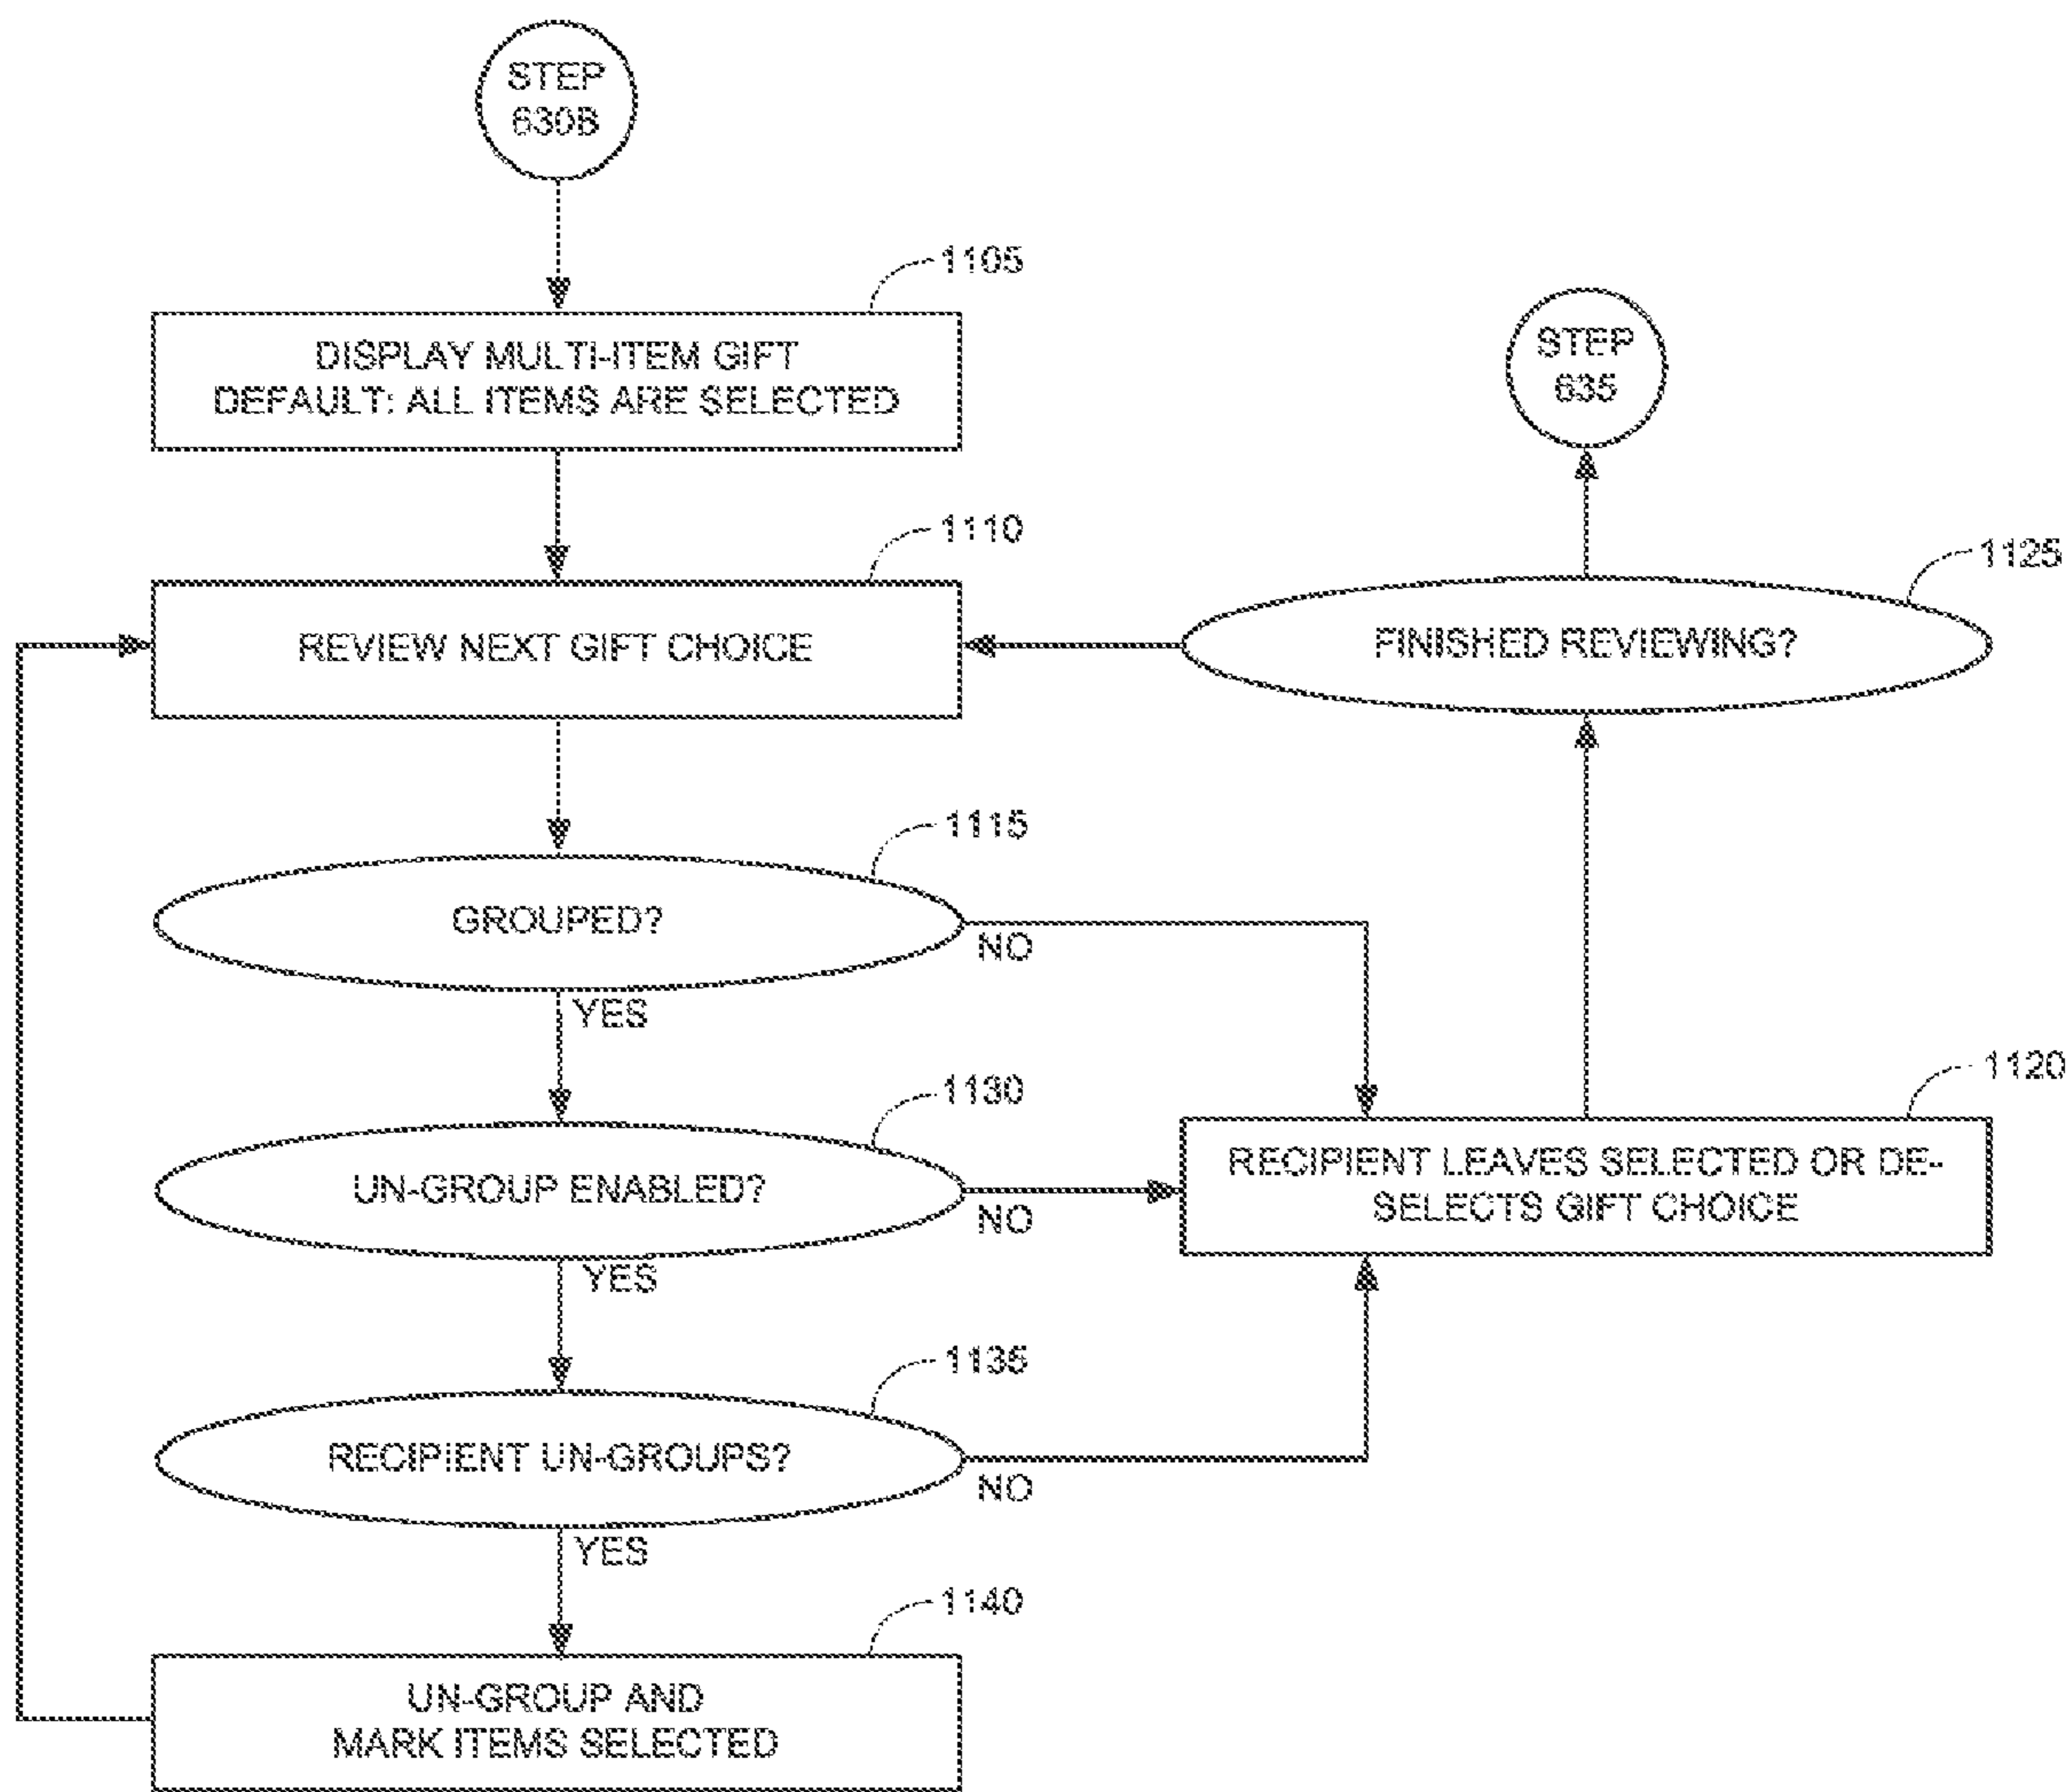 STEP
630B
1105
DISPLAY MULTI-ITEM GIFT
DEFAULT: ALL ITEMS ARE SELECTED
STEP
635
1110
REVIEW NEXT GIFT CHOICE
1125
FINISHED REVIEWING?
1115
GROUPED?
NO
YES
1130
UN-GROUP ENABLED?
NO
YES
1120
RECIPIENT LEAVES SELECTED OR DE-
SELECTS GIFT CHOICE
1135
RECIPIENT UN-GROUPS?
NO
YES
1140
UN-GROUP AND
MARK ITEMS SELECTED